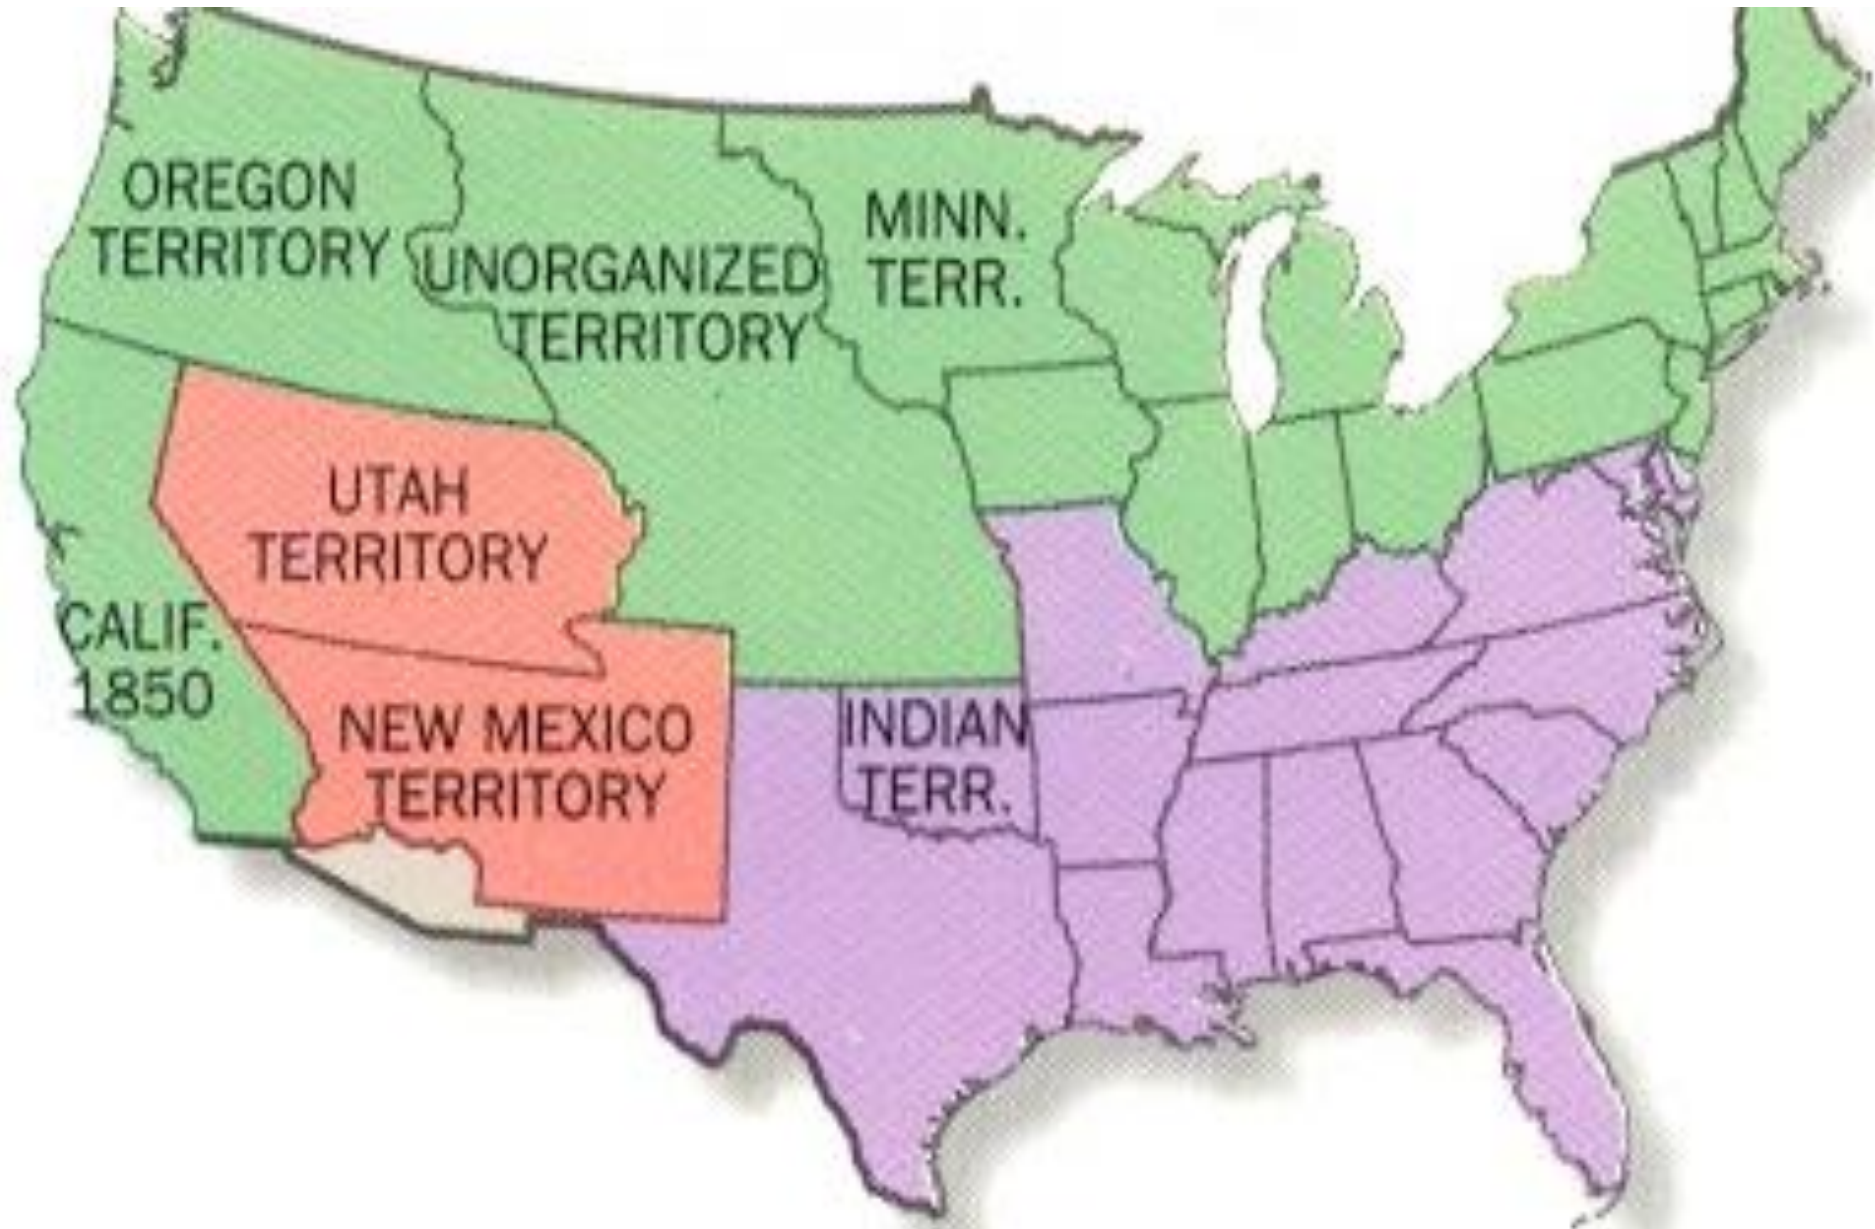 OREGON
TERRITORY
UNORGANIZED
TERRITORY
MINN.
TERR.
UTAH
TERRITORY
CALIF.
1850
NEW MEXICO
TERRITORY
INDIAN
TERR.